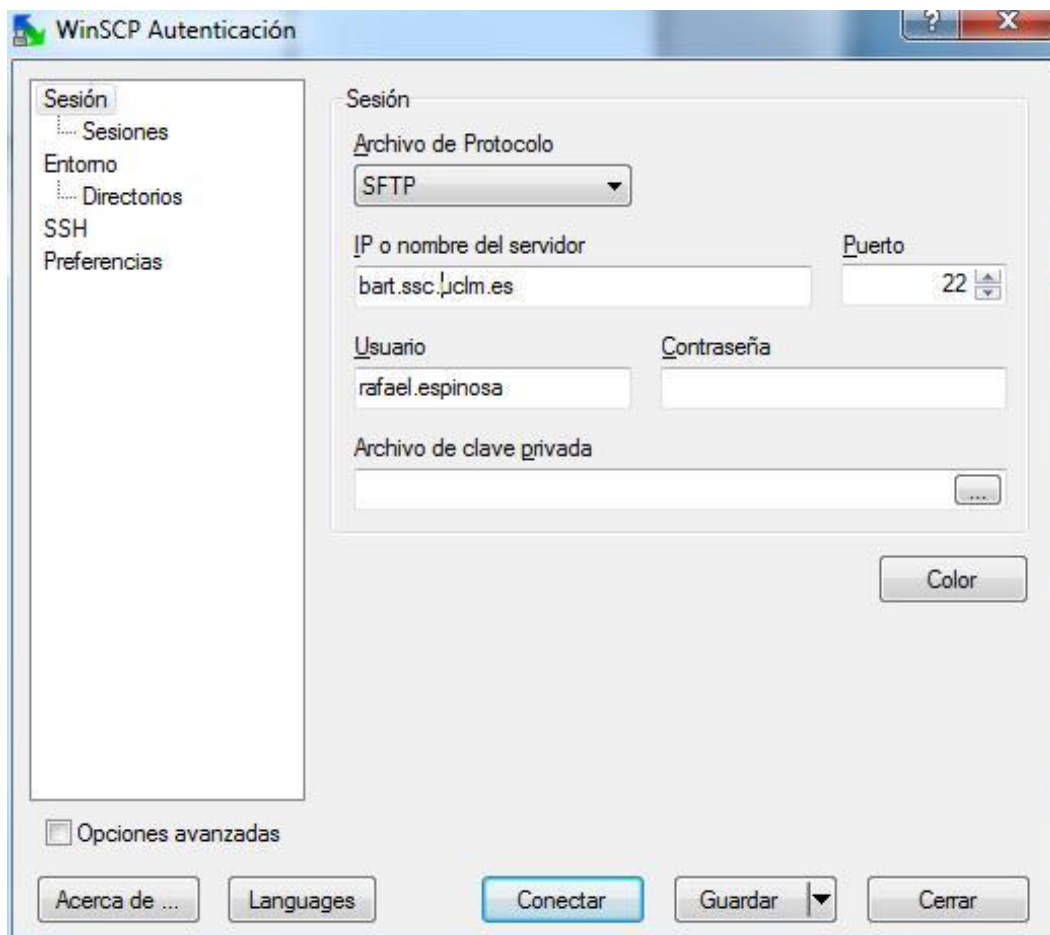 WinSCP Autenticación
?
X
Sesión
Sesiones
Entorno
Directorios
SSH
Preferencias
Sesión
Archivo de Protocolo
SFTP
IP o nombre del servidor
Puerto
bart.ssc.uclm.es
22
Usuario
Contraseña
rafael.espinosa
Archivo de clave privada
...
Color
Opciones avanzadas
Acerca de ...
Languages
Conectar
Guardar
Cerrar